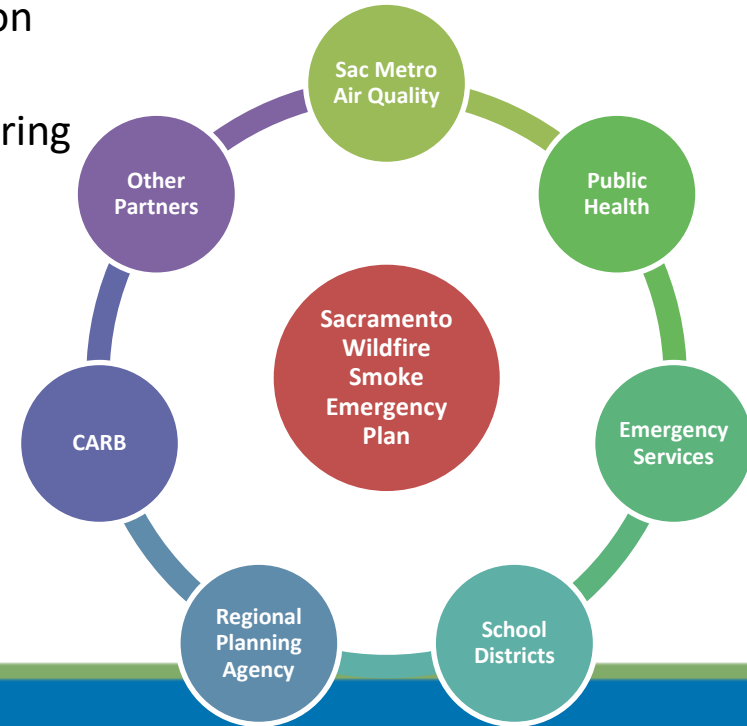 on
ring
Sac Metro
Air Quality
Public
Health
Emergency
Services
School
Districts
Regional
Planning
Agency
CARB
Other
Partners
Sacramento
Wildfire
Smoke
Emergency
Plan